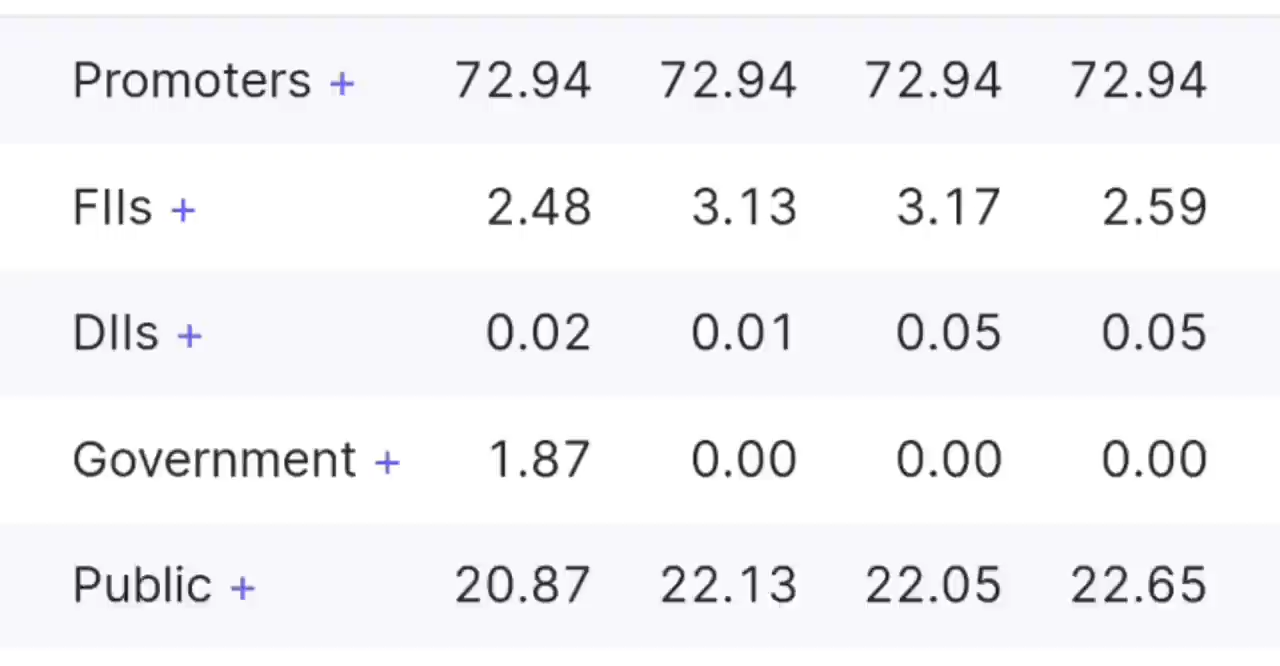 Promoters + 72.94 72.94 72.94 72.94
FIIs + 2.48 3.13 3.17 2.59
DIIs + 0.02 0.01 0.05 0.05
Government + 1.87 0.00 0.00 0.00
Public + 20.87 22.13 22.05 22.65